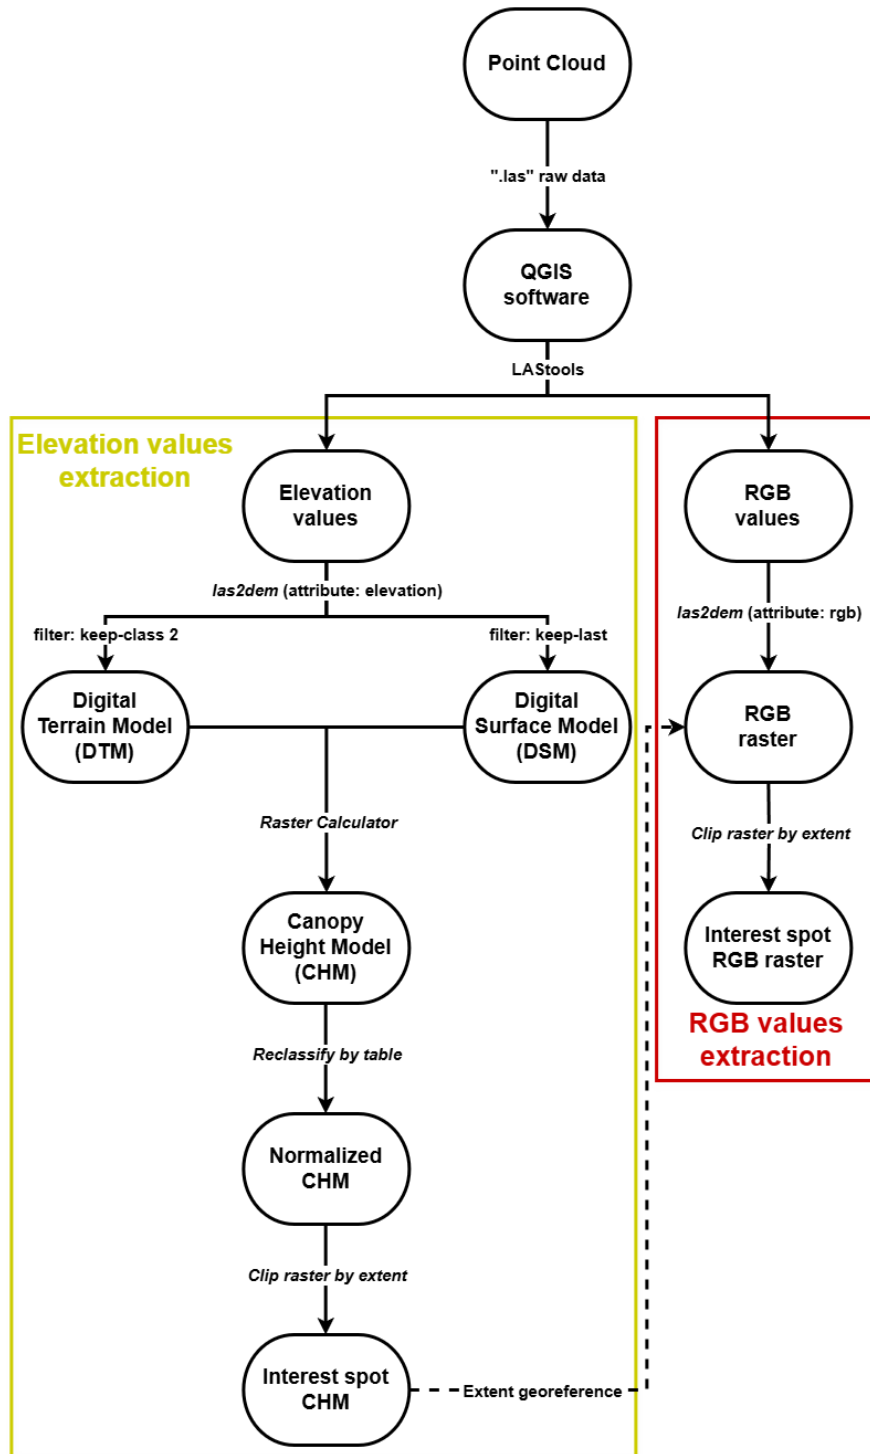 Point Cloud
".las" raw data
QGIS
software
LAStools
Elevation values
extraction
Elevation
values
RGB
values
las2dem (attribute: elevation)
las2dem (attribute: rgb)
filter: keep-class 2
filter: keep-last
Digital
Terrain Model
(DTM)
Digital
Surface Model
(DSM)
RGB
raster
Raster Calculator
Clip raster by extent
Canopy
Height Model
(CHM)
Interest spot
RGB raster
RGB values
extraction
Reclassify by table
Normalized
CHM
Clip raster by extent
Interest spot
CHM
Extent georeference